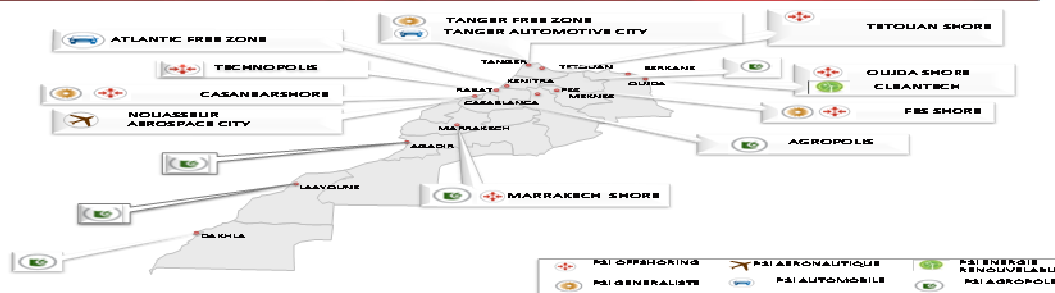 TANGER FREE ZONE
TANGER AUTOMOTIVE CITY
TETOUAN SHORE
ATLANTIC FREE ZONE
TECHNOPOLIS
CASANEARSHORE
NOUASSEUR
AEROSPACE CITY
TANGER
TETOUAN
BERKANE
KENITRA
OUJDA
RABAT
FES
MEKNES
CASABLANCA
OUJDA SHORE
CLEANTECH
FES SHORE
AGROPOLIS
MARRAKECH
AGADIR
LAAYOUNE
MARRAKECH SHORE
DAKHLA
P2I OFFSHORING
P2I AERONAUTIQUE
P2I ENERGIE
RENOUVELABLE
P2I GENERALISTE
P2I AUTOMOBILE
P2I AGROPOLE